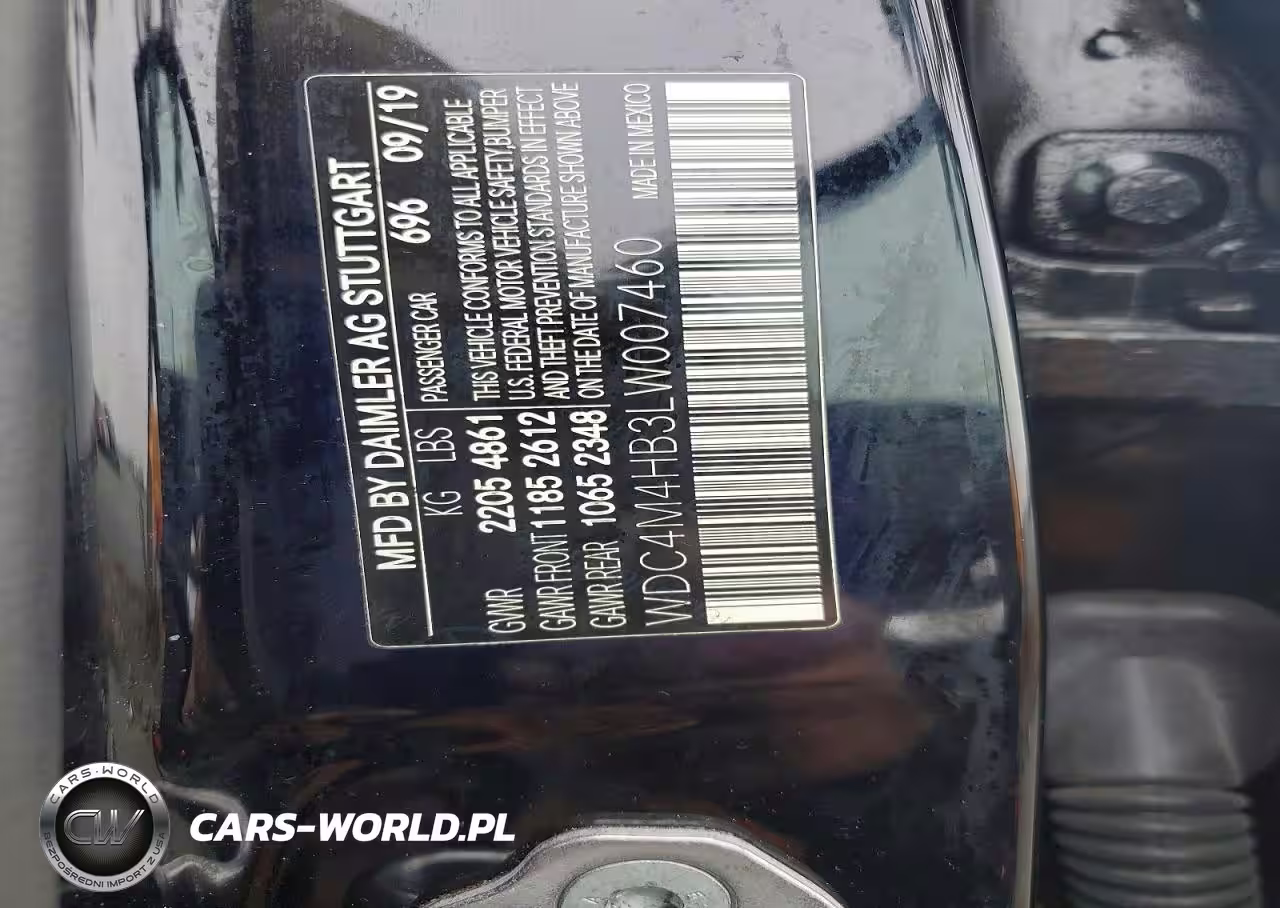 MFD BY DAIMLER AG STUTTGART
696 09/19
KG LBS PASSENGER CAR
GVWR 2205 4861 THIS VEHICLE CONFORMS TO ALL APPLICABLE
GAWR FRONT 1185 2612 U.S. FEDERAL MOTOR VEHICLE SAFETY,BUMPER
GAWR REAR 1065 2348 AND THEFT PREVENTION STANDARDS IN EFFECT
ON THE DATE OF MANUFACTURE SHOWN ABOVE
WDC4M4HB3LW007460 MADE IN MEXICO
CARS-WORLD
CW
BEZPOŚREDNI IMPORT Z USA
CARS-WORLD.PL